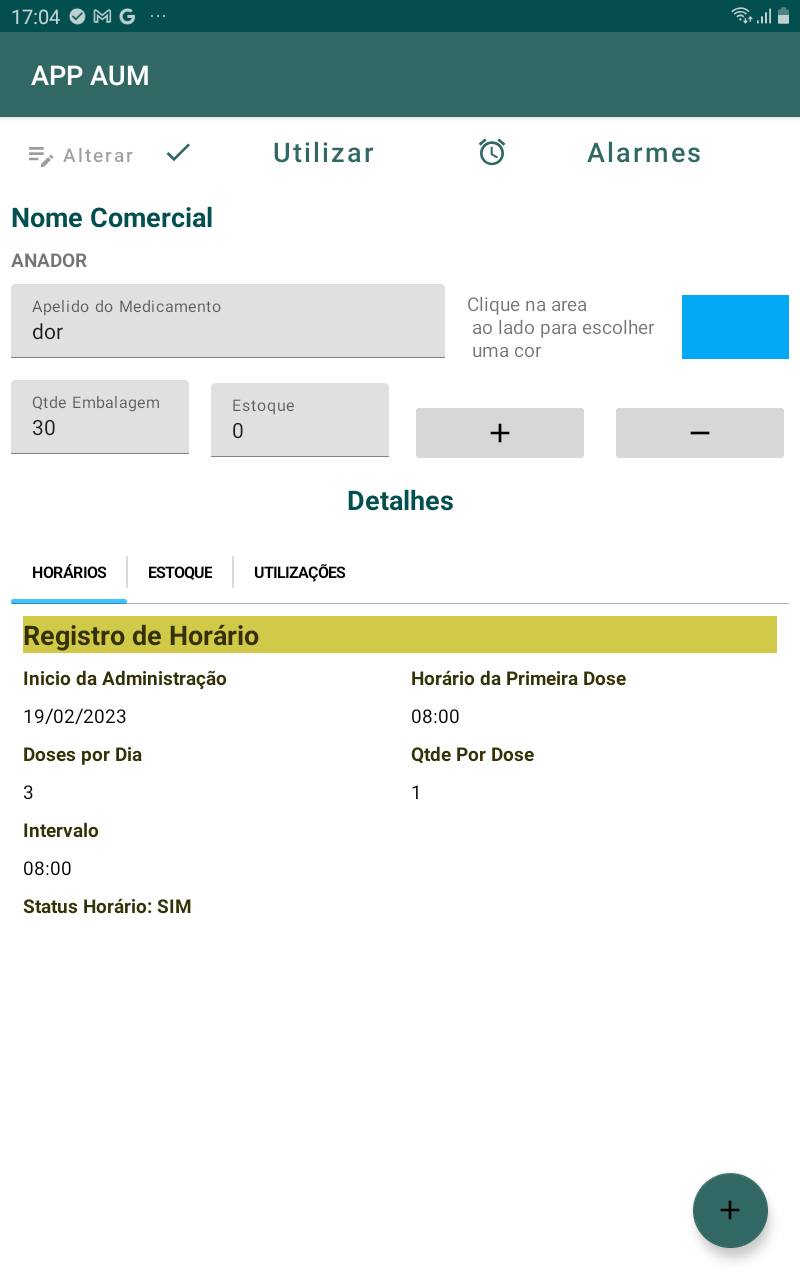 17:04
APP AUM
Alterar
Utilizar
Alarmes
Nome Comercial
ANADOR
Apelido do Medicamento
dor
Clique na area
ao lado para escolher
uma cor
Qtde Embalagem
30
Estoque
0
+
−
Detalhes
HORÁRIOS
ESTOQUE
UTILIZAÇÕES
Registro de Horário
Inicio da Administração
Horário da Primeira Dose
19/02/2023
08:00
Doses por Dia
Qtde Por Dose
3
1
Intervalo
08:00
Status Horário: SIM
+